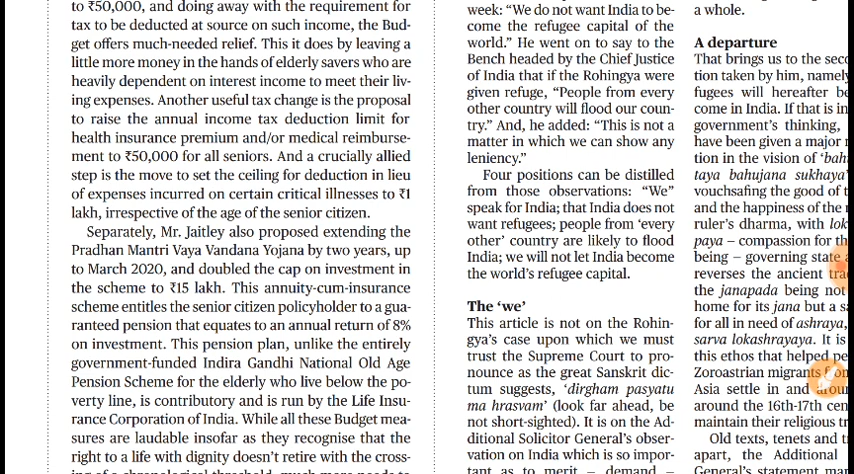 to ₹50,000, and doing away with the requirement for
tax to be deducted at source on such income, the Bud-
get offers much-needed relief. This it does by leaving a
little more money in the hands of elderly savers who are
heavily dependent on interest income to meet their liv-
ing expenses. Another useful tax change is the proposal
to raise the annual income tax deduction limit for
health insurance premium and/or medical reimburse-
ment to ₹50,000 for all seniors. And a crucially allied
step is the move to set the ceiling for deduction in lieu
of expenses incurred on certain critical illnesses to ₹1
lakh, irrespective of the age of the senior citizen.
Separately, Mr. Jaitley also proposed extending the
Pradhan Mantri Vaya Vandana Yojana by two years, up
to March 2020, and doubled the cap on investment in
the scheme to ₹15 lakh. This annuity-cum-insurance
scheme entitles the senior citizen policyholder to a gua-
ranteed pension that equates to an annual return of 8%
on investment. This pension plan, unlike the entirely
government-funded Indira Gandhi National Old Age
Pension Scheme for the elderly who live below the po-
verty line, is contributory and is run by the Life Insu-
rance Corporation of India. While all these Budget mea-
sures are laudable insofar as they recognise that the
right to a life with dignity doesn't retire with the cross-
week: “We do not want India to be-
come the refugee capital of the
world.” He went on to say to the
Bench headed by the Chief Justice
of India that if the Rohingya were
given refuge, “People from every
other country will flood our coun-
try.” And, he added: “This is not a
matter in which we can show any
leniency.”
Four positions can be distilled
from those observations: “We”
speak for India; that India does not
want refugees; people from ‘every
other’ country are likely to flood
India; we will not let India become
the world's refugee capital.
The ‘we’
This article is not on the Rohin-
gya's case upon which we must
trust the Supreme Court to pro-
nounce as the great Sanskrit dic-
tum suggests, ‘dirgham pasyatu
ma hrasvam’ (look far ahead, be
not short-sighted). It is on the Ad-
ditional Solicitor General's obser-
vation on India which is so impor-
tant as to merit – demand –
a whole.
A departure
That brings us to the sec
tion taken by him, namely
fugees will hereafter be
come in India. If that is in
government's thinking,
have been given a major r
tion in the vision of ‘bah
taya bahujana sukhaya’
vouchsafing the good of t
and the happiness of the
ruler's dharma, with lok
paya – compassion for th
being – governing state
reverses the ancient tra
the janapada being not
home for its jana but a sa
for all in need of ashraya,
sarva lokashrayaya. It is
this ethos that helped pe
Zoroastrian migrants
Asia settle in and
around the 16th-17th cen
maintain their religious tr
Old texts, tenets and t
apart, the Additional
General's statement mar